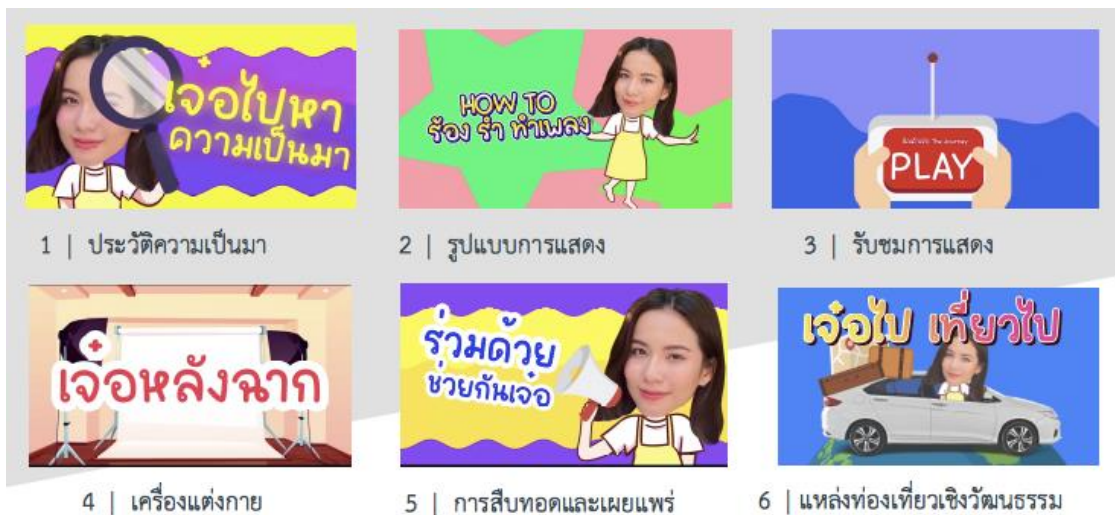 เจ๋อไปหา
ความเป็นมา
HOW TO
ร้อง รำ ทำเพลง
PLAY
1 | ประวัติความเป็นมา
2 | รูปแบบการแสดง
3 | รับชมการแสดง
เจ๋อหลังฉาก
ร่วมด้วย
ช่วยกันเจ๋อ
เจ๋อไป เที่ยวไป
4 | เครื่องแต่งกาย
5 | การสืบทอดและเผยแพร่
6 | แหล่งท่องเที่ยวเชิงวัฒนธรรม